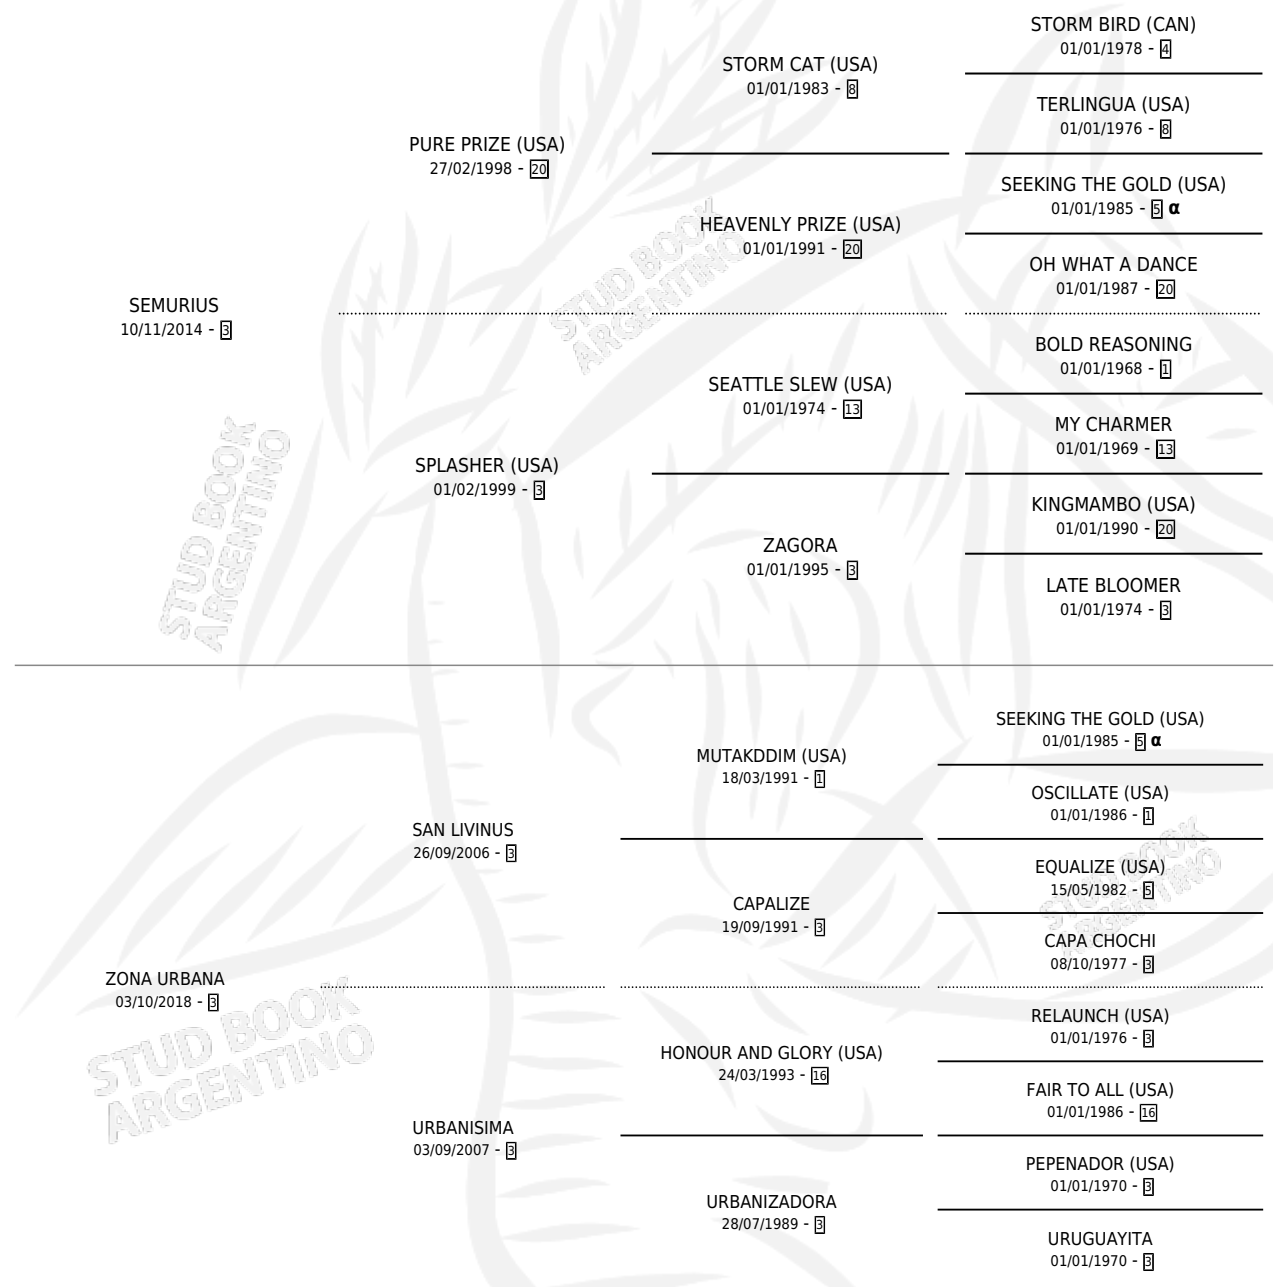 STORM BIRD (CAN)
01/01/1978 - 4
STORM CAT (USA)
01/01/1983 - 8
TERLINGUA (USA)
01/01/1976 - 8
PURE PRIZE (USA)
27/02/1998 - 20
SEEKING THE GOLD (USA)
01/01/1985 - 5 α
HEAVENLY PRIZE (USA)
01/01/1991 - 20
OH WHAT A DANCE
01/01/1987 - 20
SEMURIUS
10/11/2014 - 3
BOLD REASONING
01/01/1968 - 1
SEATTLE SLEW (USA)
01/01/1974 - 13
MY CHARMER
01/01/1969 - 13
SPLASHER (USA)
01/02/1999 - 3
KINGMAMBO (USA)
01/01/1990 - 20
ZAGORA
01/01/1995 - 3
LATE BLOOMER
01/01/1974 - 3
SEEKING THE GOLD (USA)
01/01/1985 - 5 α
MUTAKDDIM (USA)
18/03/1991 - 1
OSCILLATE (USA)
01/01/1986 - 1
SAN LIVINUS
26/09/2006 - 3
EQUALIZE (USA)
15/05/1982 - 5
CAPALIZE
19/09/1991 - 3
CAPA CHOCHI
08/10/1977 - 3
ZONA URBANA
03/10/2018 - 3
RELAUNCH (USA)
01/01/1976 - 3
HONOUR AND GLORY (USA)
24/03/1993 - 16
FAIR TO ALL (USA)
01/01/1986 - 16
URBANISIMA
03/09/2007 - 3
PEPENADOR (USA)
01/01/1970 - 3
URBANIZADORA
28/07/1989 - 3
URUGUAYITA
01/01/1970 - 3
STUD BOOK
ARGENTINO
STUD BOOK
ARGENTINO
STUD BOOK
ARGENTINO
STUD BOOK
ARGENTINO